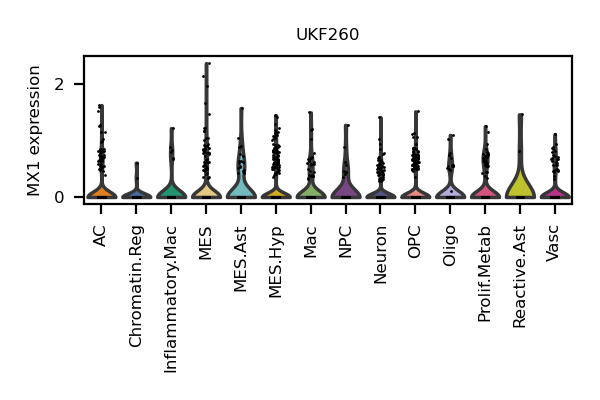 UKF260
MX1 expression
2
0
AC
Chromatin.Reg
Inflammatory.Mac
MES
MES.Ast
MES.Hyp
Mac
NPC
Neuron
OPC
Oligo
Prolif.Metab
Reactive.Ast
Vasc